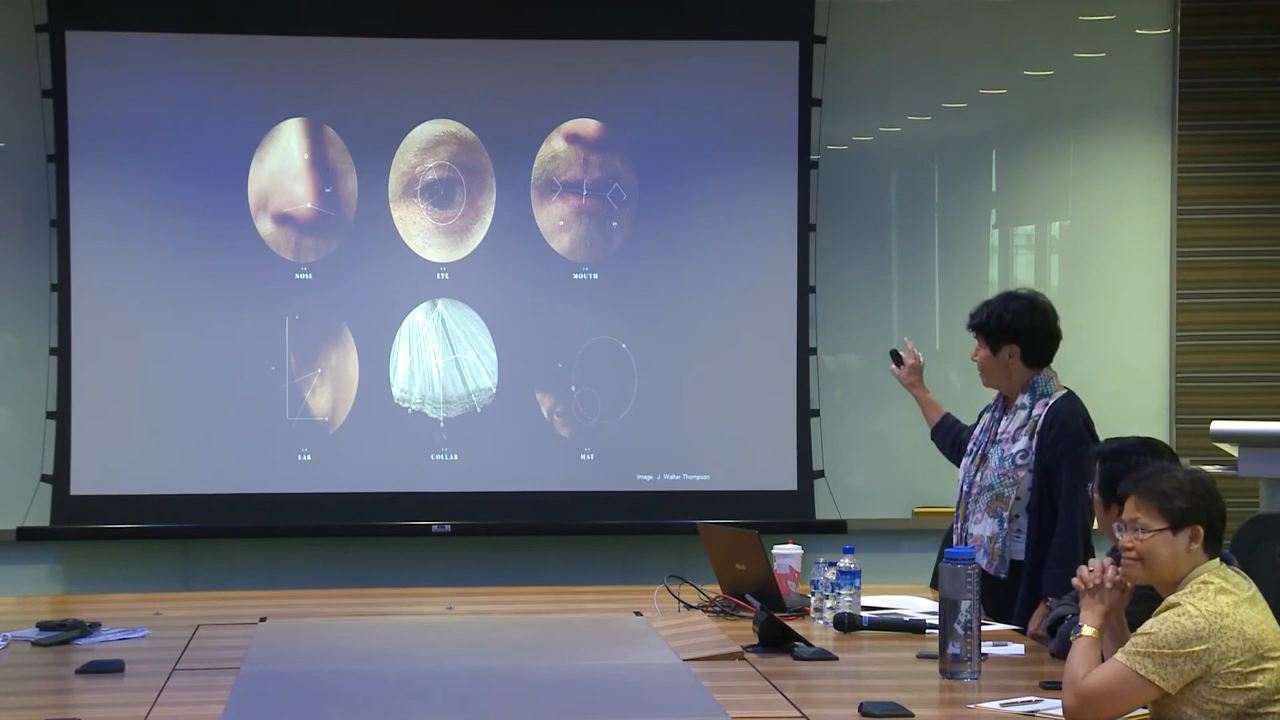 NOSE
EYE
MOUTH
EAR
COLLAR
HAT
Image: J. Walter Thompson